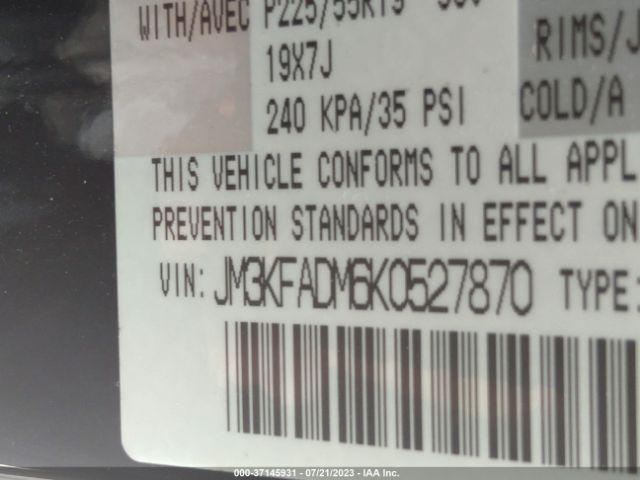 WITH/AVEC P225/55R19
19X7J
240 KPA/35 PSI
RIMS/J
COLD/A
THIS VEHICLE CONFORMS TO ALL APPL
PREVENTION STANDARDS IN EFFECT ON
VIN: JM3KFADM6K0527870 TYPE:
000-37145931 - 07/21/2023 - IAA Inc.